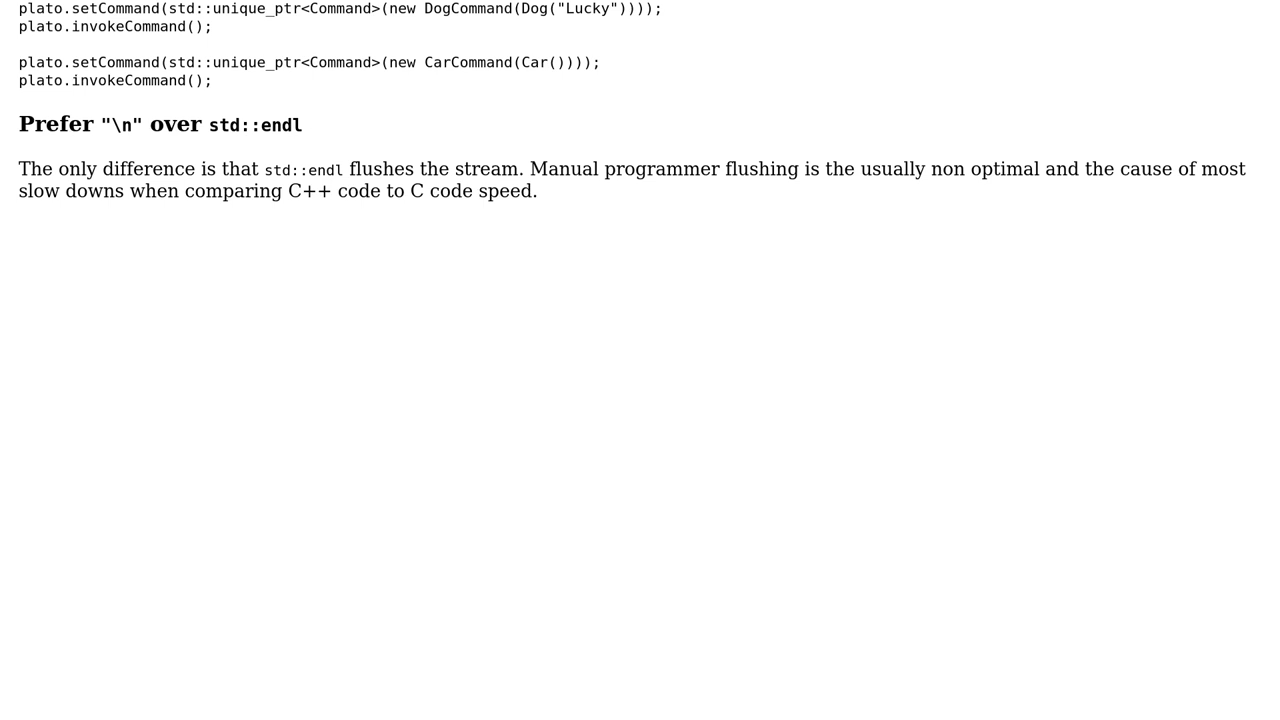 plato.setCommand(std::unique_ptr<Command>(new DogCommand(Dog("Lucky"))));
plato.invokeCommand();
plato.setCommand(std::unique_ptr<Command>(new CarCommand(Car())));
plato.invokeCommand();
Prefer "\n" over std::endl
The only difference is that std::endl flushes the stream. Manual programmer flushing is the usually non optimal and the cause of most
slow downs when comparing C++ code to C code speed.